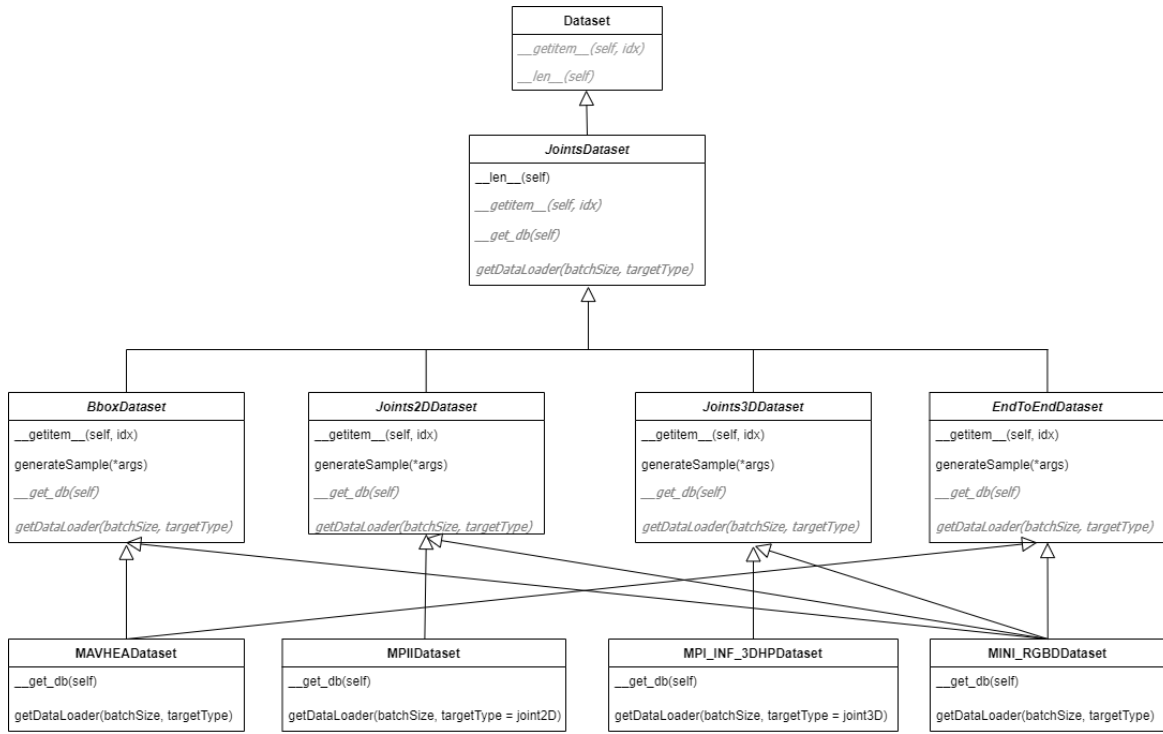 Dataset
__getitem__(self, idx)
__len__(self)
JointsDataset
__len__(self)
__getitem__(self, idx)
__get_db(self)
getDataLoader(batchSize, targetType)
BboxDataset
__getitem__(self, idx)
generateSample(*args)
__get_db(self)
getDataLoader(batchSize, targetType)
Joints2DDataset
__getitem__(self, idx)
generateSample(*args)
__get_db(self)
getDataLoader(batchSize, targetType)
Joints3DDataset
__getitem__(self, idx)
generateSample(*args)
__get_db(self)
getDataLoader(batchSize, targetType)
EndToEndDataset
__getitem__(self, idx)
generateSample(*args)
__get_db(self)
getDataLoader(batchSize, targetType)
MAVHEADataset
__get_db(self)
getDataLoader(batchSize, targetType)
MPIIDataset
__get_db(self)
getDataLoader(batchSize, targetType = joint2D)
MPI_INF_3DHPDataset
__get_db(self)
getDataLoader(batchSize, targetType = joint3D)
MINI_RGBDDataset
__get_db(self)
getDataLoader(batchSize, targetType)